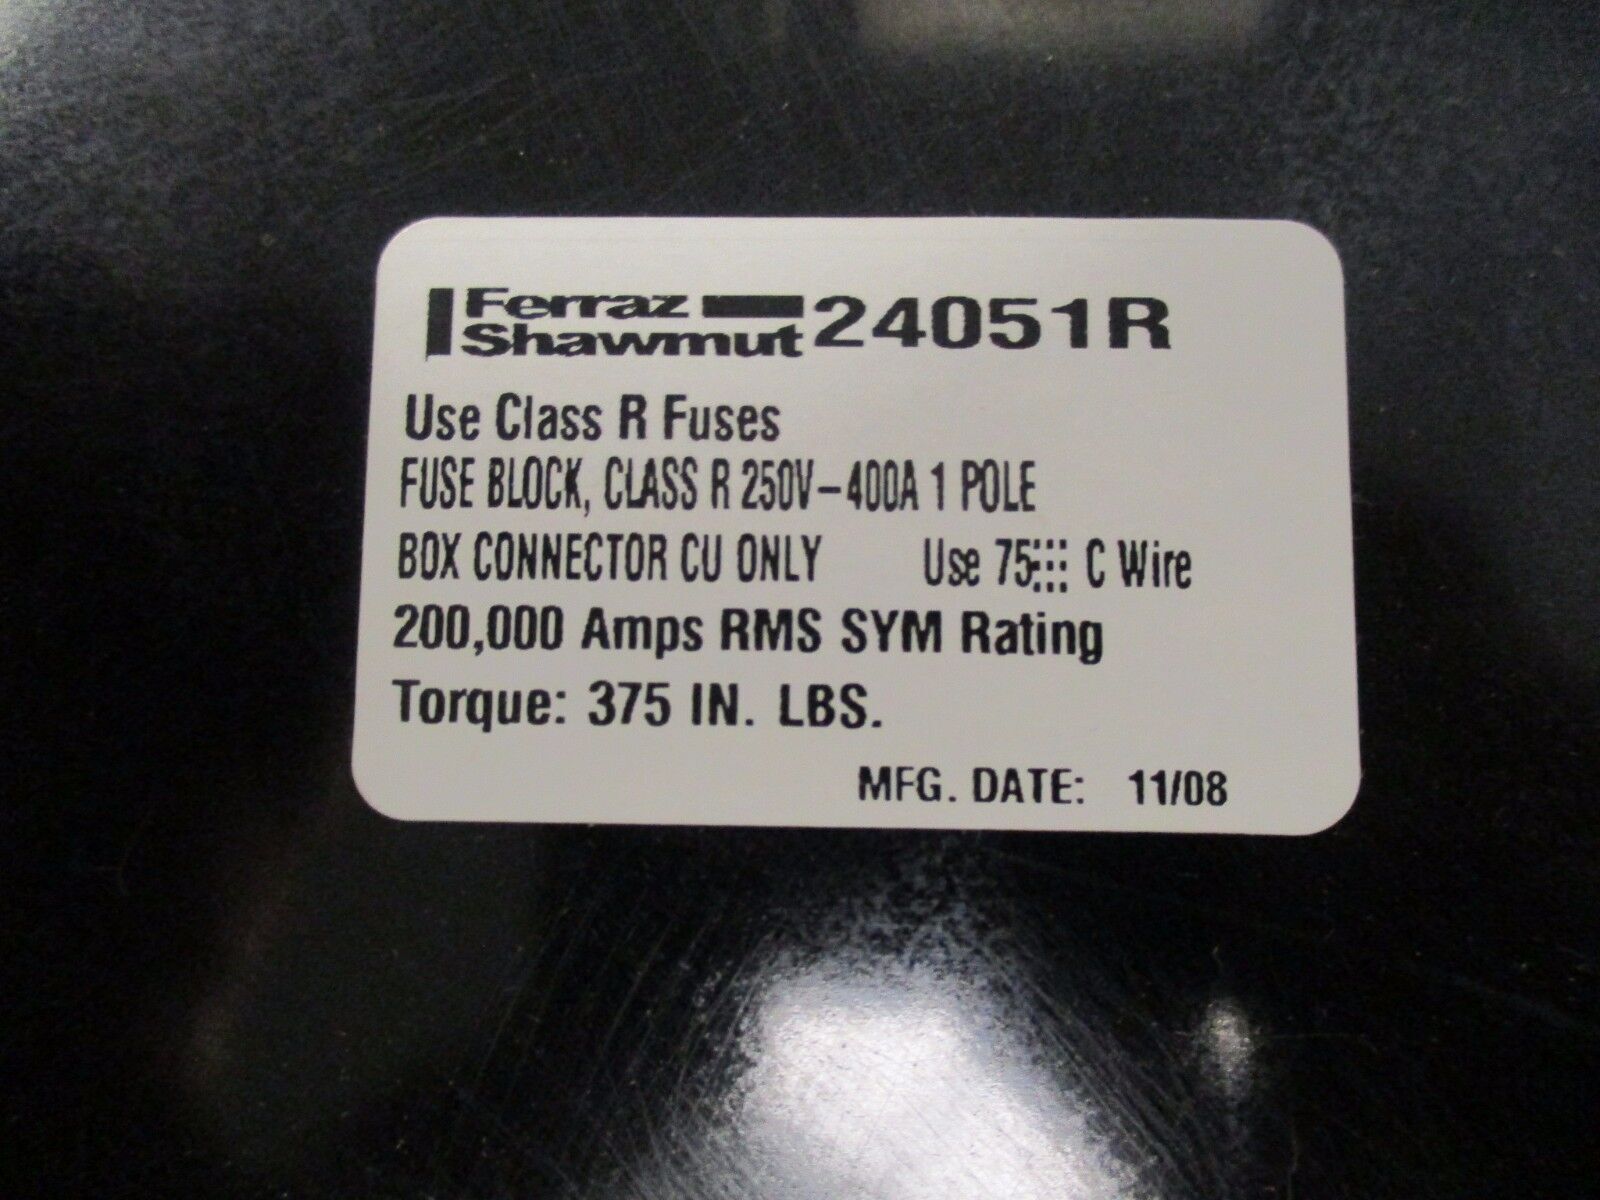 Ferraz Shawmut 24051R
Use Class R Fuses
FUSE BLOCK, CLASS R 250V-400A 1 POLE
BOX CONNECTOR CU ONLY Use 75 C Wire
200,000 Amps RMS SYM Rating
Torque: 375 IN. LBS.
MFG. DATE: 11/08